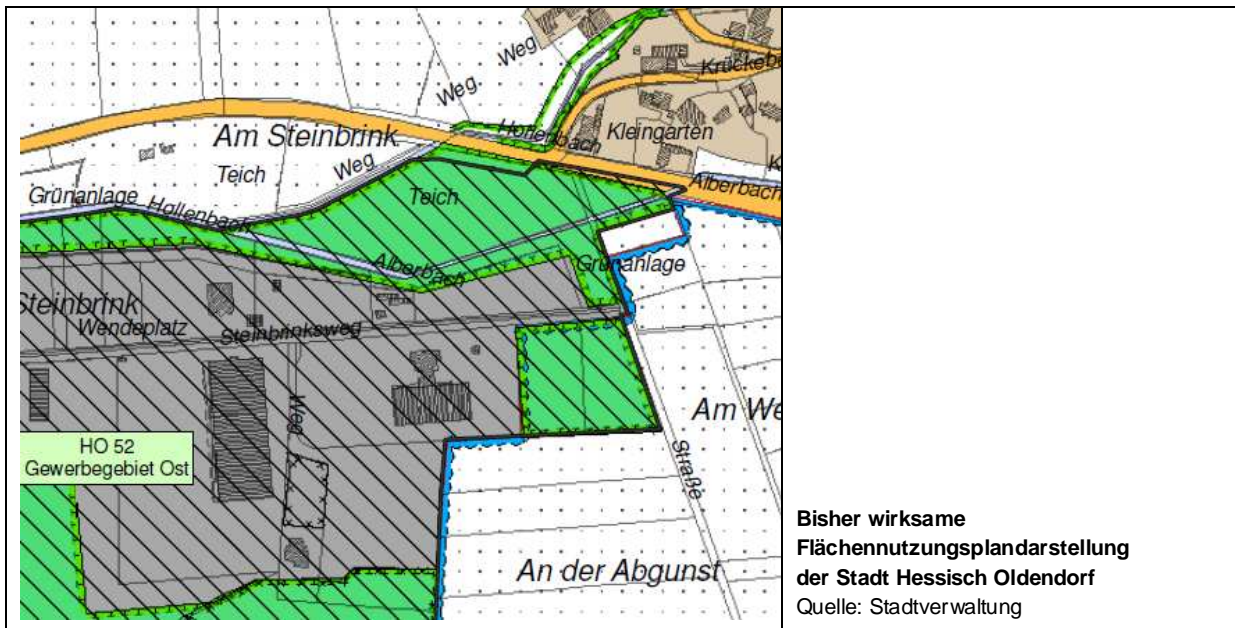 Weg
Weg
Krückeb
Am Steinbrink
Hollenbach
Kleingarten
Teich
Weg
K
Grünanlage
Hollenbach
Teich
Alberbach
Alberbach
Grünanlage
Steinbrink
Wendeplatz
Steinbrinksweg
Weg
Am We
HO 52
Gewerbegebiet Ost
Straße
An der Abgunst
Bisher wirksame
Flächennutzungsplandarstellung
der Stadt Hessisch Oldendorf
Quelle: Stadtverwaltung